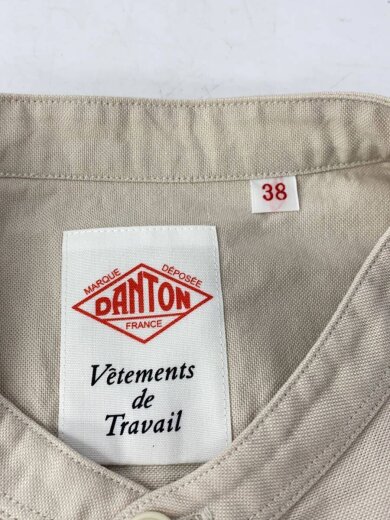 38
MARQUE DÉPOSÉE
DANTON
FRANCE
Vêtements
de
Travail